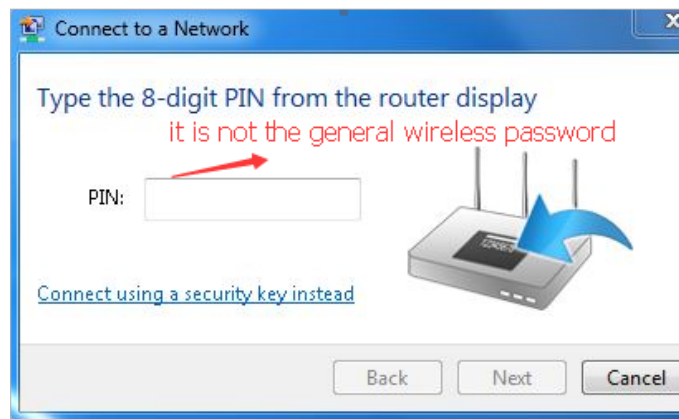 Connect to a Network
X
Type the 8-digit PIN from the router display
it is not the general wireless password
PIN:
12345670
Connect using a security key instead
Back
Next
Cancel